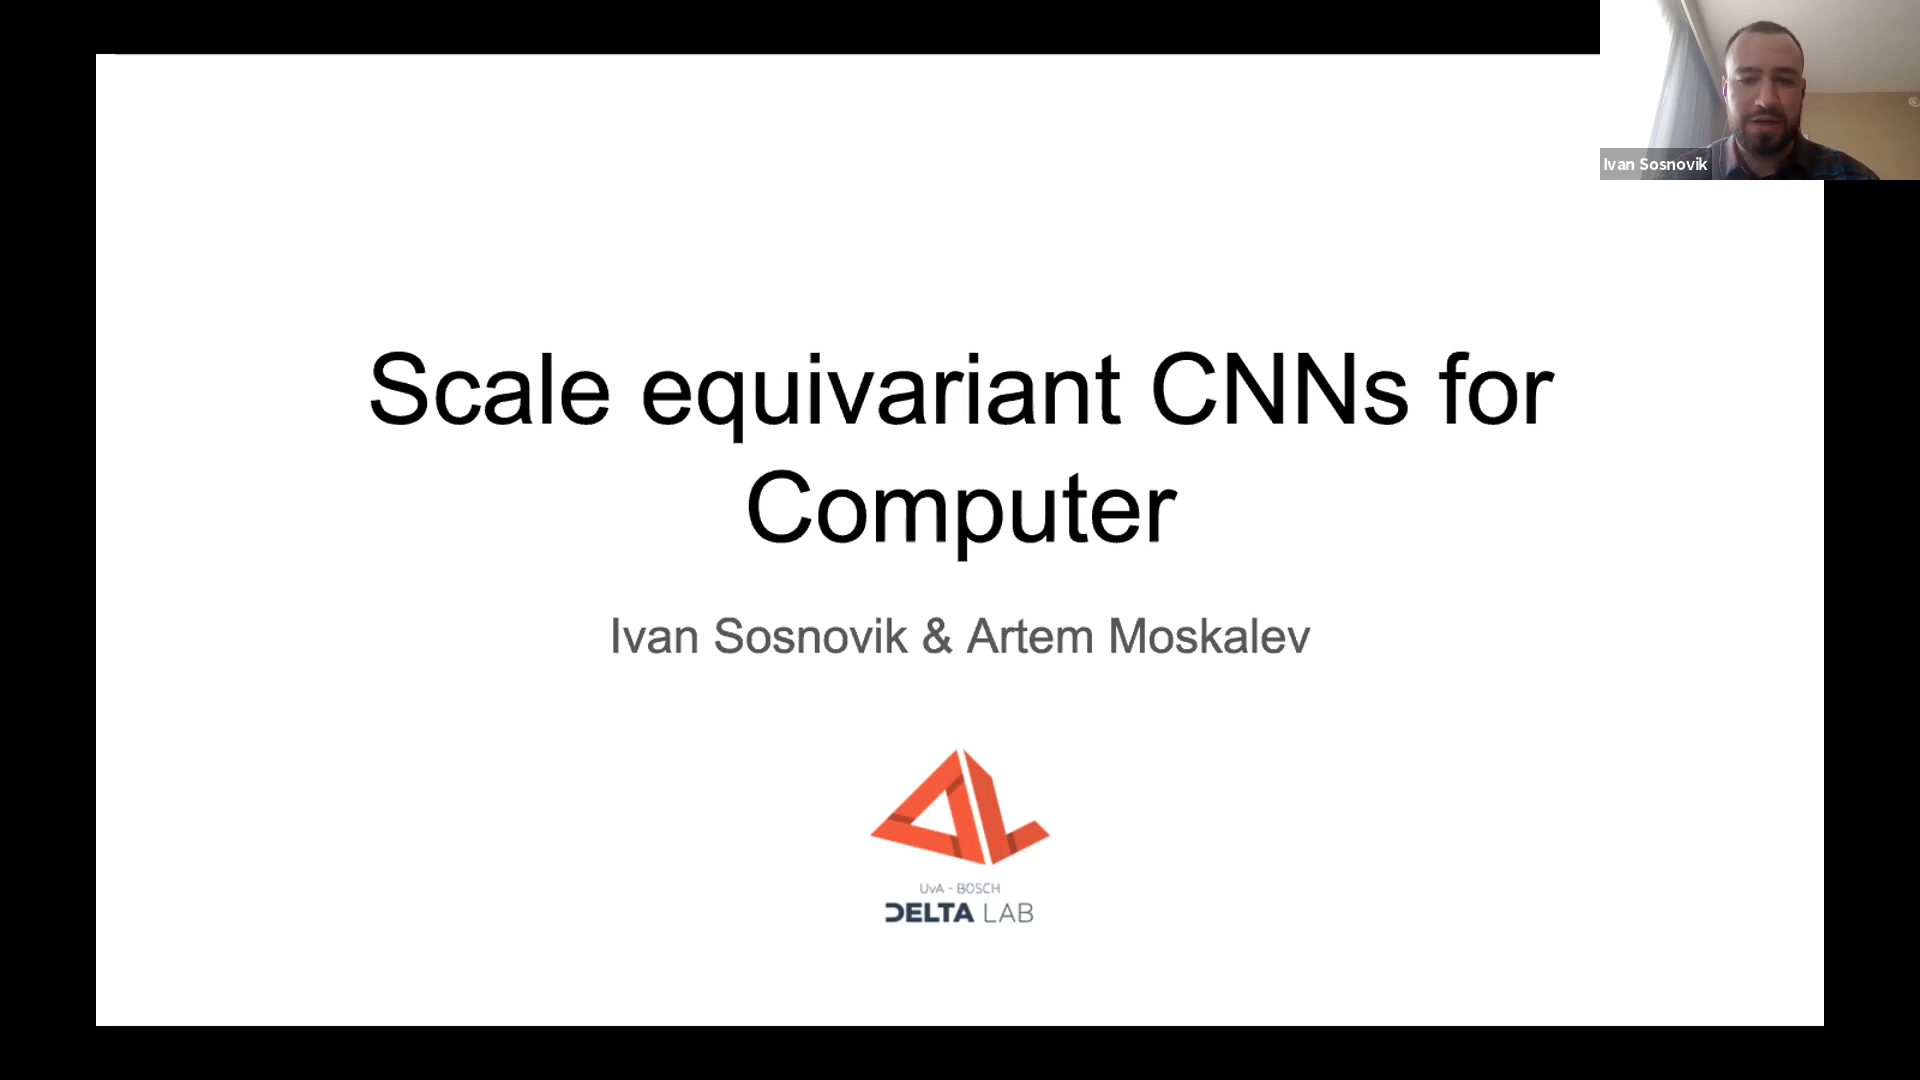 Ivan Sosnovik
Scale equivariant CNNs for
Computer
Ivan Sosnovik & Artem Moskalev
UvA - BOSCH
DELTA LAB